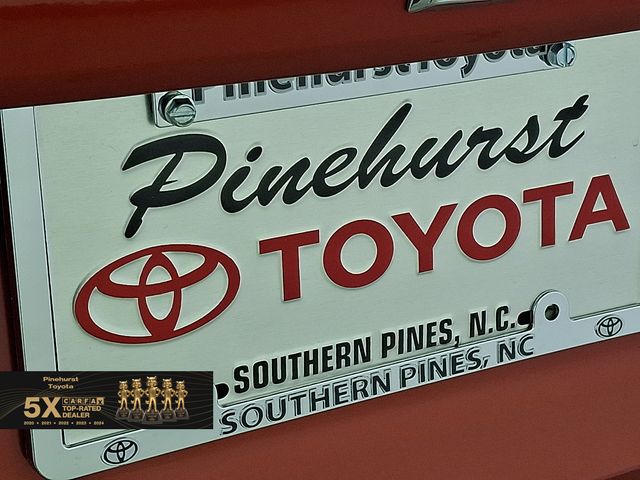 PinehurstToyota
Pinehurst
TOYOTA
SOUTHERN PINES, N.C.
SOUTHERN PINES, NC
Pinehurst
Toyota
5X CARFAX
TOP-RATED
DEALER
2020 • 2021 • 2022 • 2023 • 2024